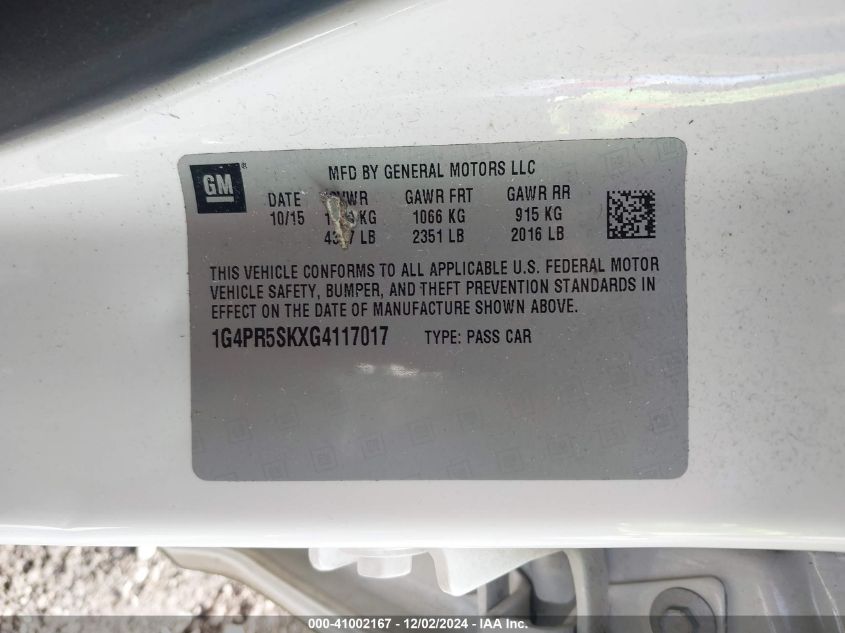 GM ®
MFD BY GENERAL MOTORS LLC
DATE GAWR FRT GAWR RR
10/15 KG 1066 KG 915 KG
LB 2351 LB 2016 LB
THIS VEHICLE CONFORMS TO ALL APPLICABLE U.S. FEDERAL MOTOR
VEHICLE SAFETY, BUMPER, AND THEFT PREVENTION STANDARDS IN
EFFECT ON THE DATE OF MANUFACTURE SHOWN ABOVE.
1G4PR5SKXG4117017 TYPE: PASS CAR
000-41002167 - 12/02/2024 - IAA Inc.